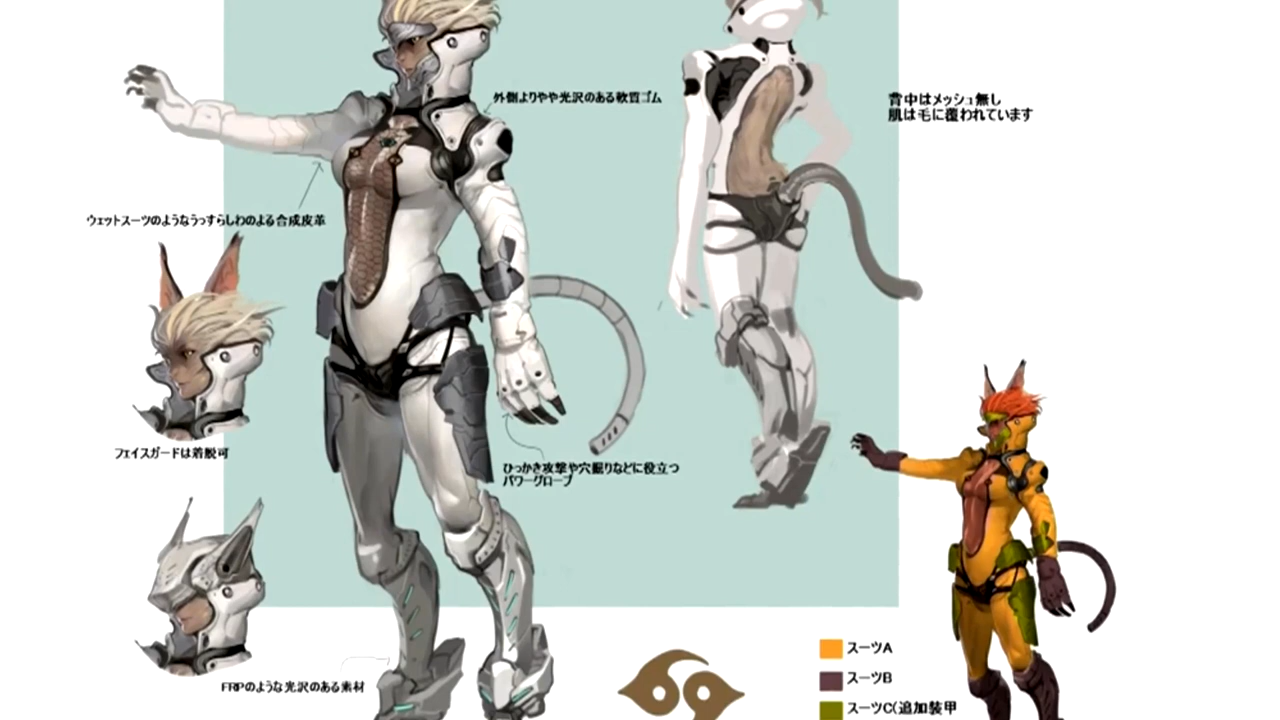 外側よりやや光沢のある軟質ゴム
背中はメッシュ無し
肌は毛に覆われています
ウェットスーツのようなうっすらしわのよる合成皮革
フェイスガードは着脱可
ひっかき攻撃や穴掘りなどに役立つ
パワーグローブ
FRPのような光沢のある素材
スーツA
スーツB
スーツC(追加装甲